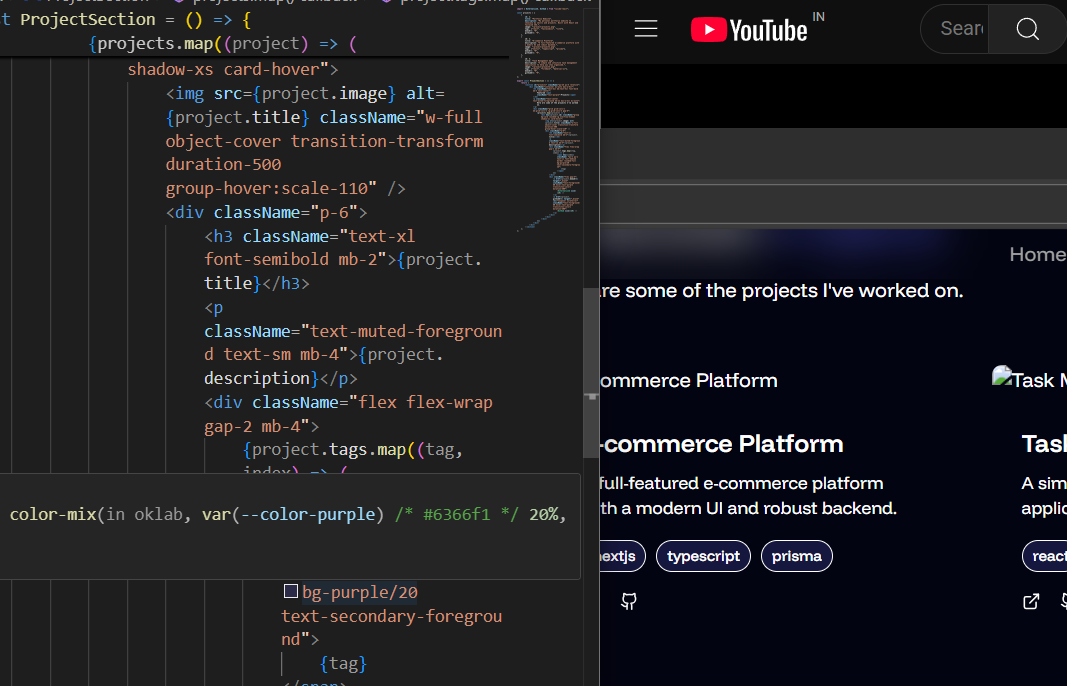 st ProjectSection = () => {
{projects.map((project) => (
shadow-xs card-hover">
<img src={project.image} alt=
{project.title} className="w-full
object-cover transition-transform
duration-500
group-hover:scale-110" />
<div className="p-6">
<h3 className="text-xl
font-semibold mb-2">{project.
title}</h3>
<p
className="text-muted-foregroun
d text-sm mb-4">{project.
description}</p>
<div className="flex flex-wrap
gap-2 mb-4">
{project.tags.map((tag,
index) => (
color-mix(in oklab, var(--color-purple) /* #6366f1 */ 20%,
bg-purple/20
text-secondary-foregrou
nd">
{tag}
</span>
YouTube IN
Sear
Home
re some of the projects I've worked on.
ommerce Platform
Task M
-commerce Platform
Tas
full-featured e-commerce platform
th a modern UI and robust backend.
A sim
applic
extjs
typescript
prisma
react